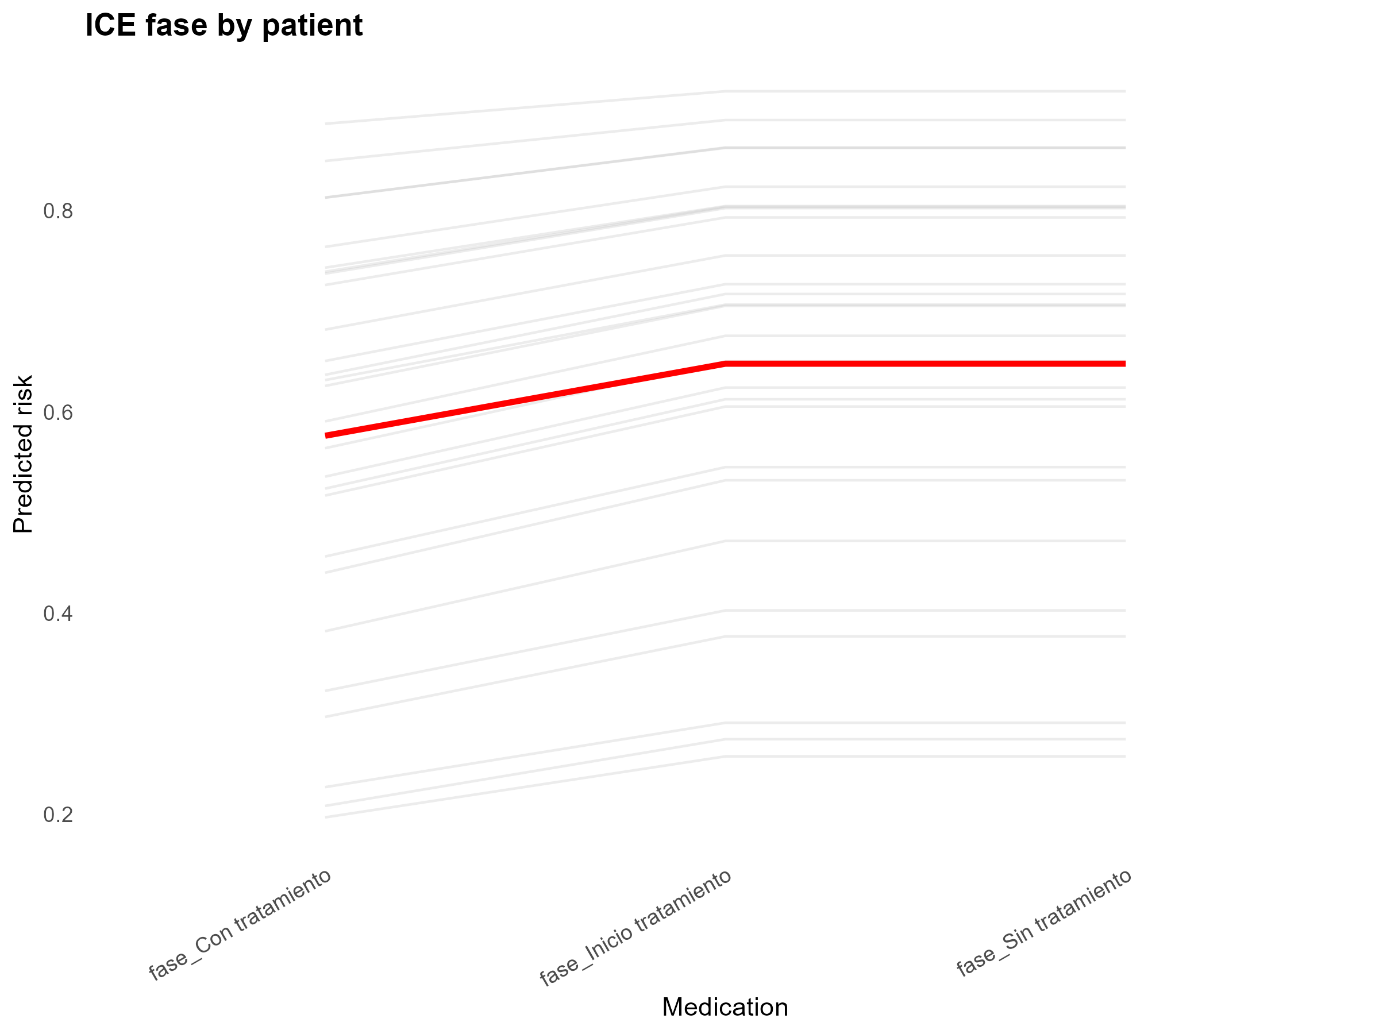 ICE fase by patient
Predicted risk
0.8
0.6
0.4
0.2
fase_Con tratamiento
fase_Inicio tratamiento
fase_Sin tratamiento
Medication